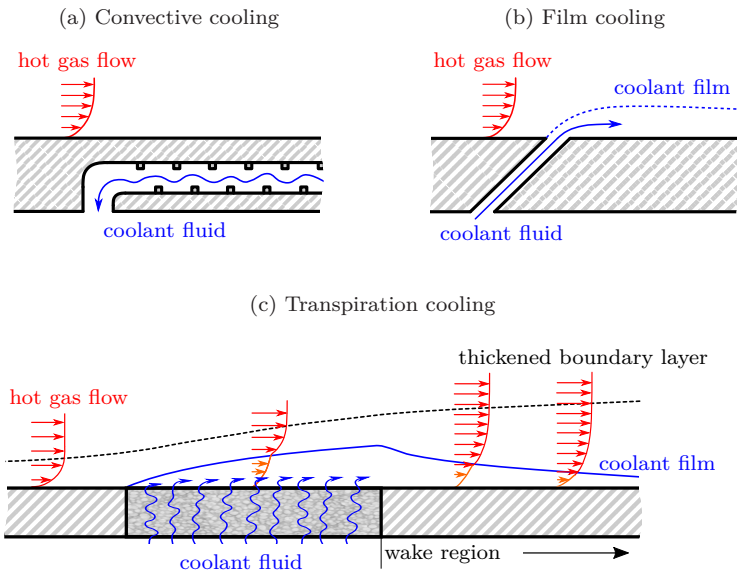 (a) Convective cooling
(b) Film cooling
hot gas flow
hot gas flow
coolant film
coolant fluid
coolant fluid
(c) Transpiration cooling
thickened boundary layer
hot gas flow
coolant film
coolant fluid
wake region